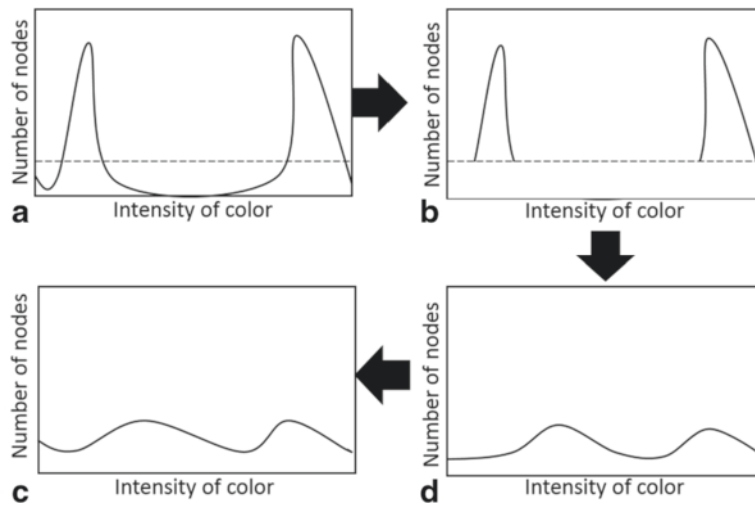 Number of nodes
Intensity of color
a
Number of nodes
Intensity of color
b
Number of nodes
Intensity of color
c
Number of nodes
Intensity of color
d